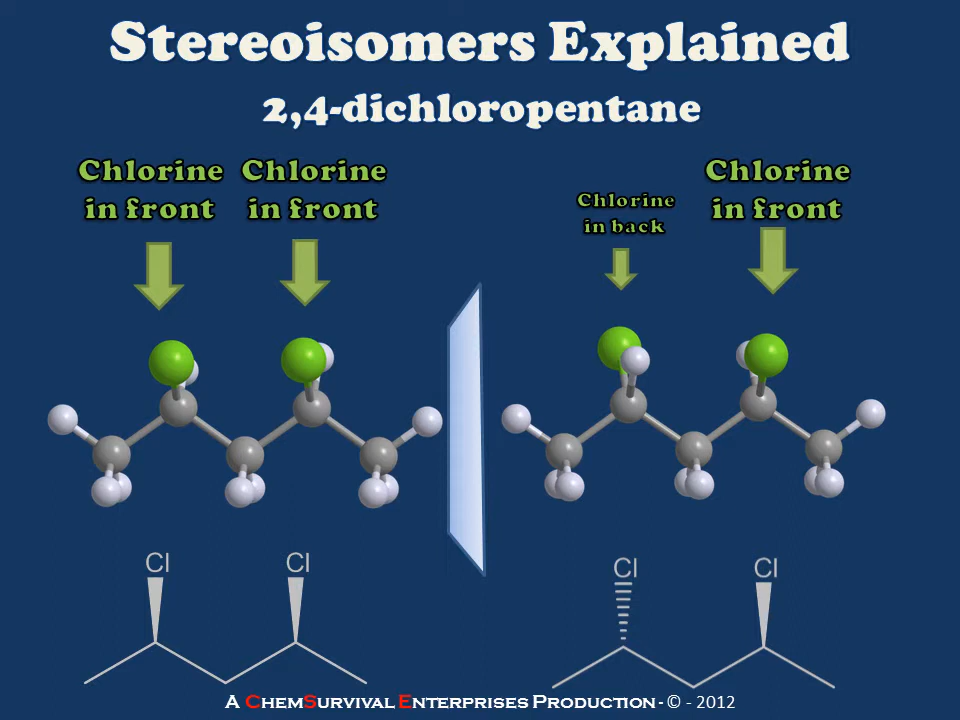 Stereoisomers Explained
2,4-dichloropentane
Chlorine in front
Chlorine in front
Chlorine in back
Chlorine in front
Cl
Cl
Cl
Cl
A ChemSurvival Enterprises Production - © - 2012